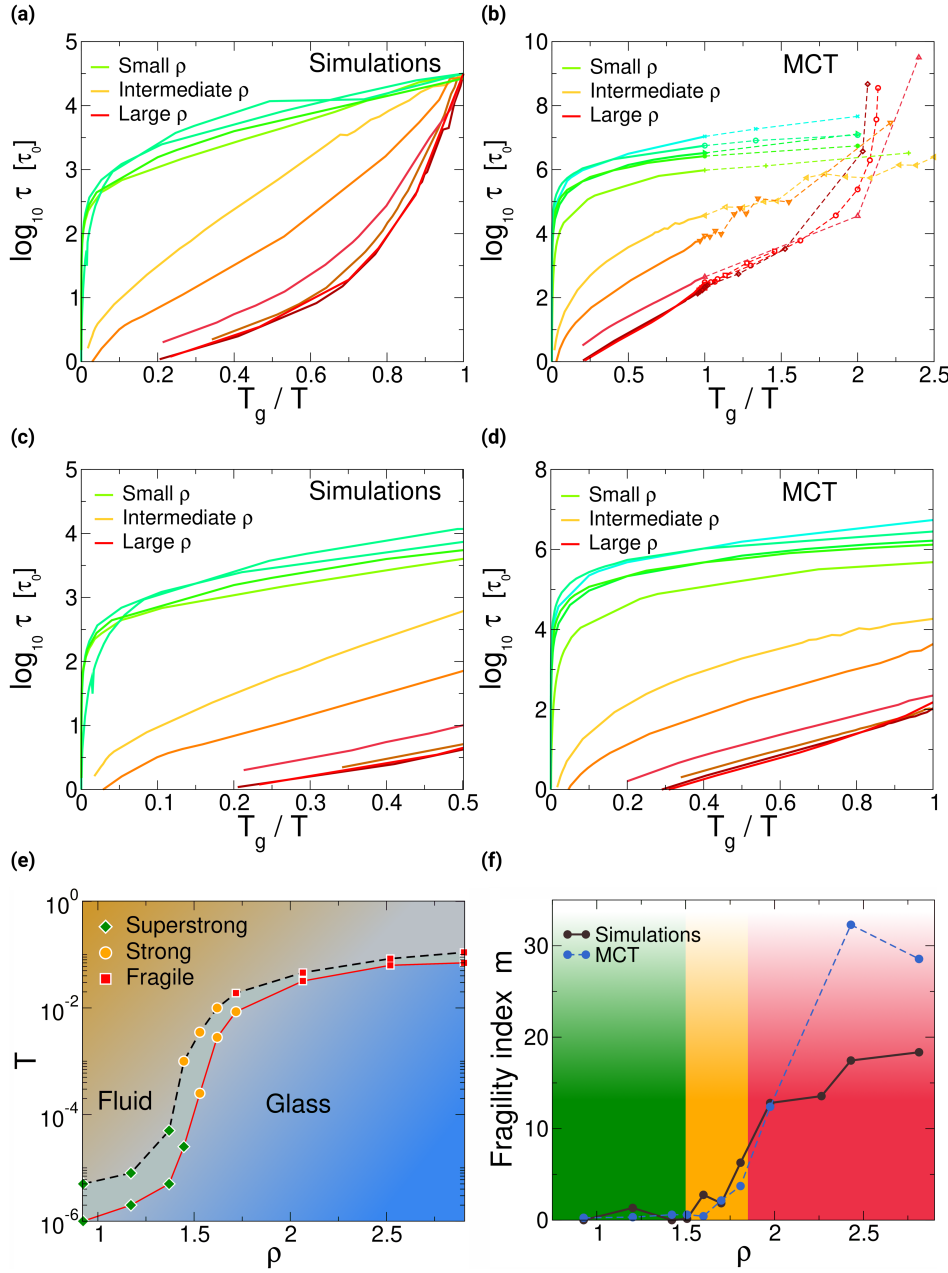 (a)
5
4
3
2
1
0
log10 τ [τ0]
Small ρ
Intermediate ρ
Large ρ
Simulations
0 0.2 0.4 0.6 0.8 1
Tg / T
(b)
10
8
6
4
2
0
log10 τ [τ0]
Small ρ
Intermediate ρ
Large ρ
MCT
0 0.5 1 1.5 2 2.5
Tg / T
(c)
5
4
3
2
1
0
log10 τ [τ0]
Small ρ
Intermediate ρ
Large ρ
Simulations
0 0.1 0.2 0.3 0.4 0.5
Tg / T
(d)
8
6
4
2
0
log10 τ [τ0]
Small ρ
Intermediate ρ
Large ρ
MCT
0 0.2 0.4 0.6 0.8 1
Tg / T
(e)
10^0
10^-2
10^-4
10^-6
T
Superstrong
Strong
Fragile
Fluid
Glass
1 1.5 2 2.5
ρ
(f)
30
25
20
15
10
5
0
Fragility index m
Simulations
MCT
1 1.5 2 2.5
ρ